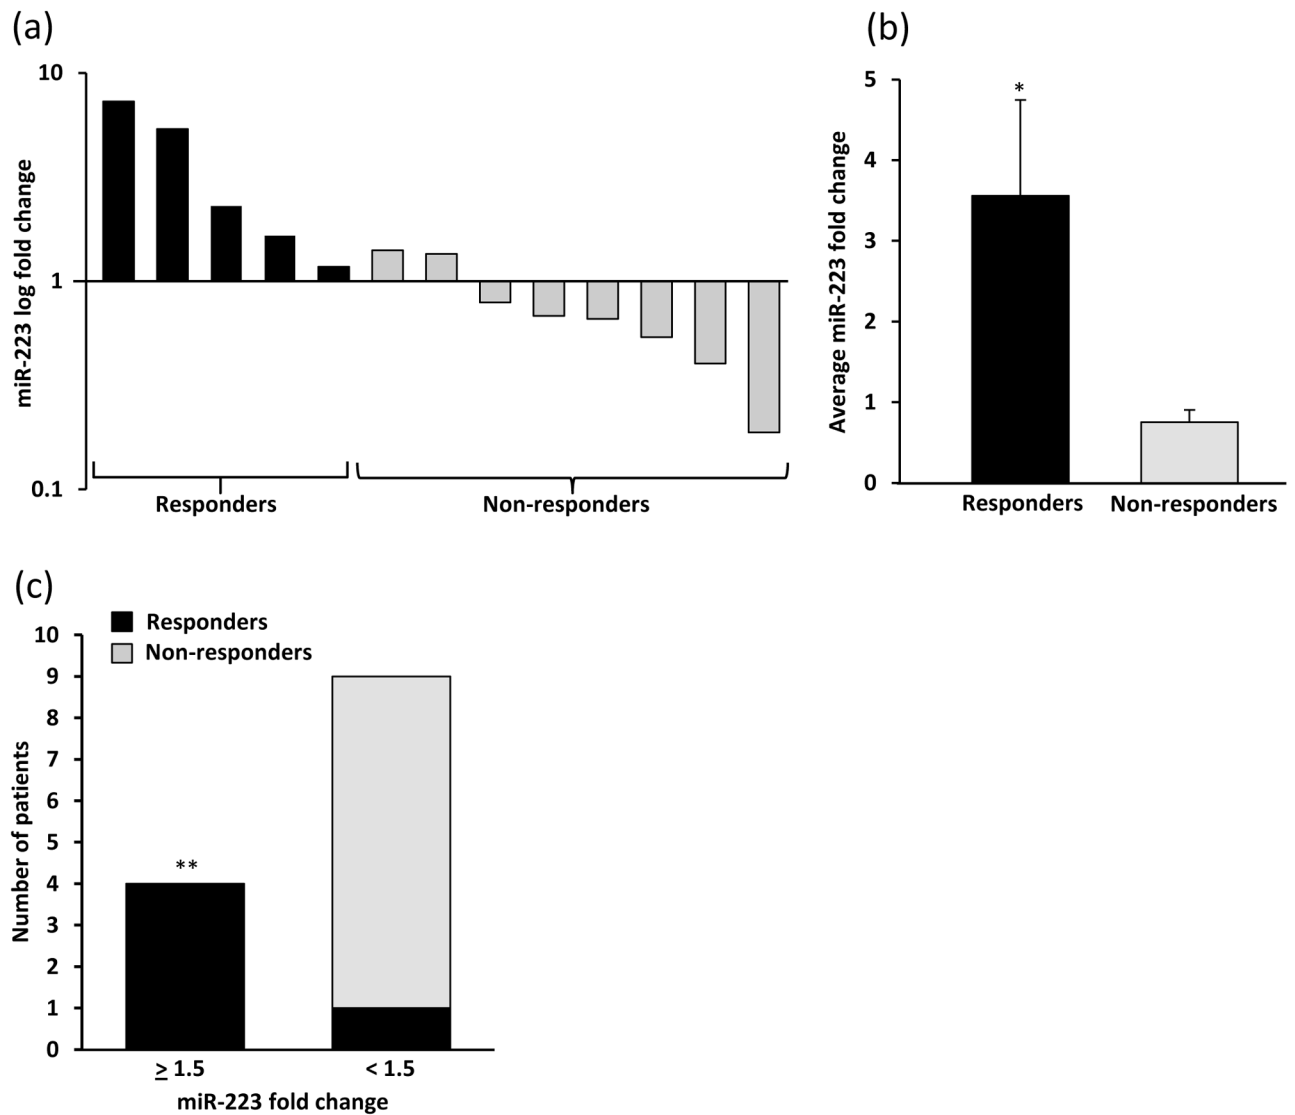 (a)
miR-223 log fold change
10
1
0.1
Responders
Non-responders
(b)
Average miR-223 fold change
5
4
3
2
1
0
*
Responders
Non-responders
(c)
Responders
Non-responders
Number of patients
10
9
8
7
6
5
4
3
2
1
0
**
≥ 1.5
< 1.5
miR-223 fold change